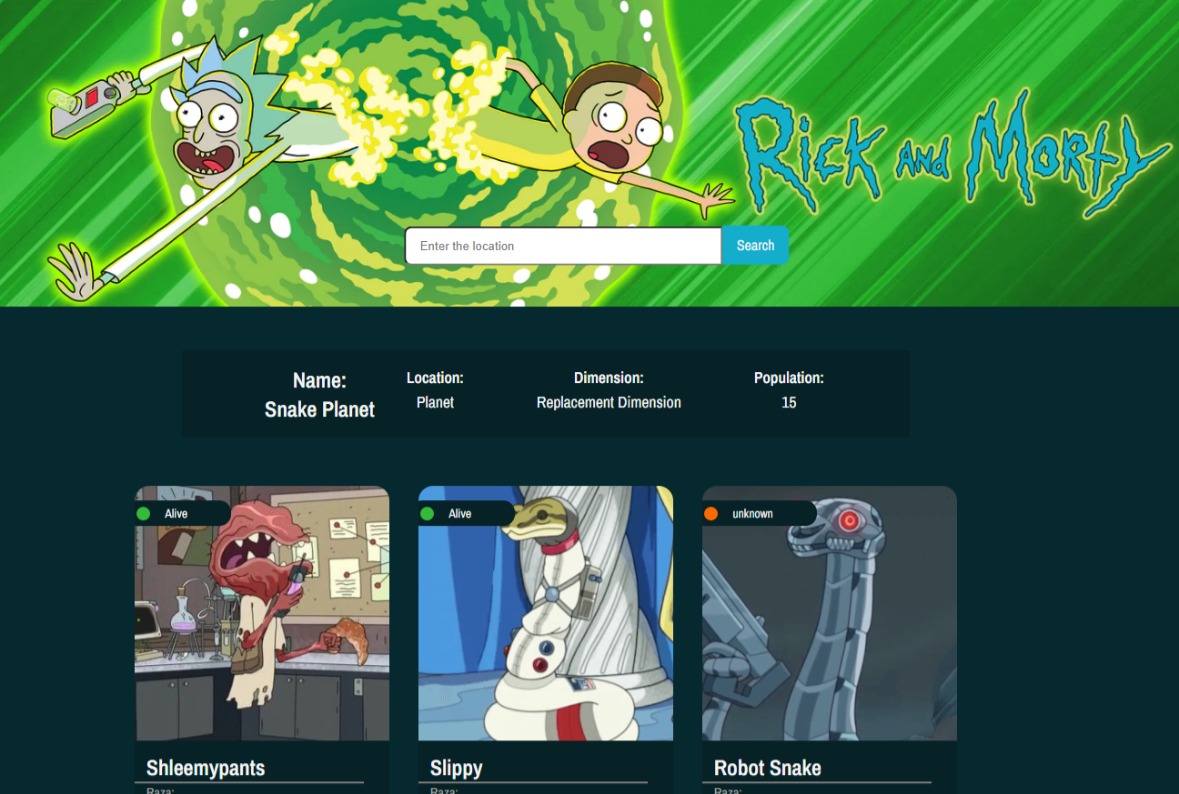 Rick and Morty
Enter the location
Search
Name:
Snake Planet
Location:
Planet
Dimension:
Replacement Dimension
Population:
15
Alive
Alive
unknown
Shleemypants
Slippy
Robot Snake
Raza:
Raza:
Raza: